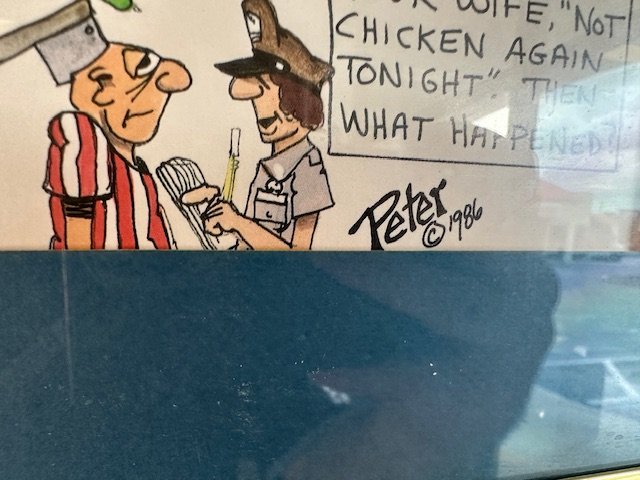 WIFE, "NOT
CHICKEN AGAIN
TONIGHT". THEN
WHAT HAPPENED?
Peter
© 1986